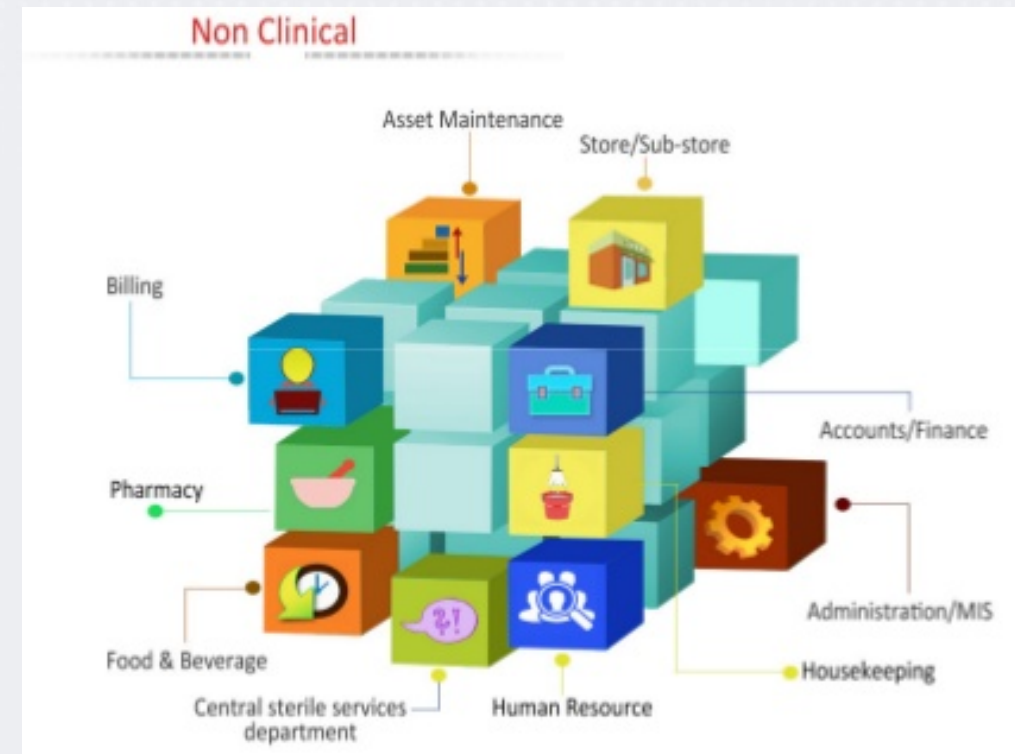 Non Clinical
Asset Maintenance
Store/Sub-store
Billing
Accounts/Finance
Pharmacy
Administration/MIS
Food & Beverage
Housekeeping
Central sterile services
department
Human Resource
?!